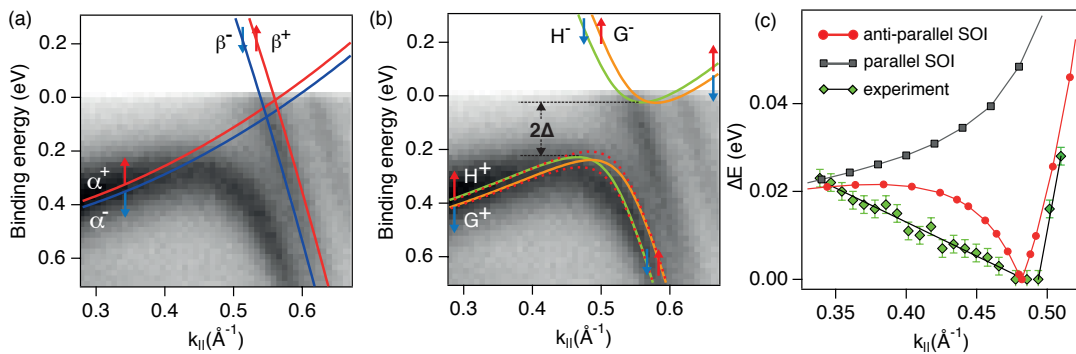 (a)
β⁻
β⁺
α⁺
α⁻
0.2
0.0
0.2
0.4
0.6
Binding energy (eV)
0.3
0.4
0.5
0.6
k||(Å⁻¹)
(b)
H⁻
G⁻
2Δ
H⁺
G⁺
0.2
0.0
0.2
0.4
0.6
Binding energy (eV)
0.3
0.4
0.5
0.6
k||(Å⁻¹)
(c)
anti-parallel SOI
parallel SOI
experiment
0.04
0.02
0.00
ΔE (eV)
0.35
0.40
0.45
0.50
k||(Å⁻¹)